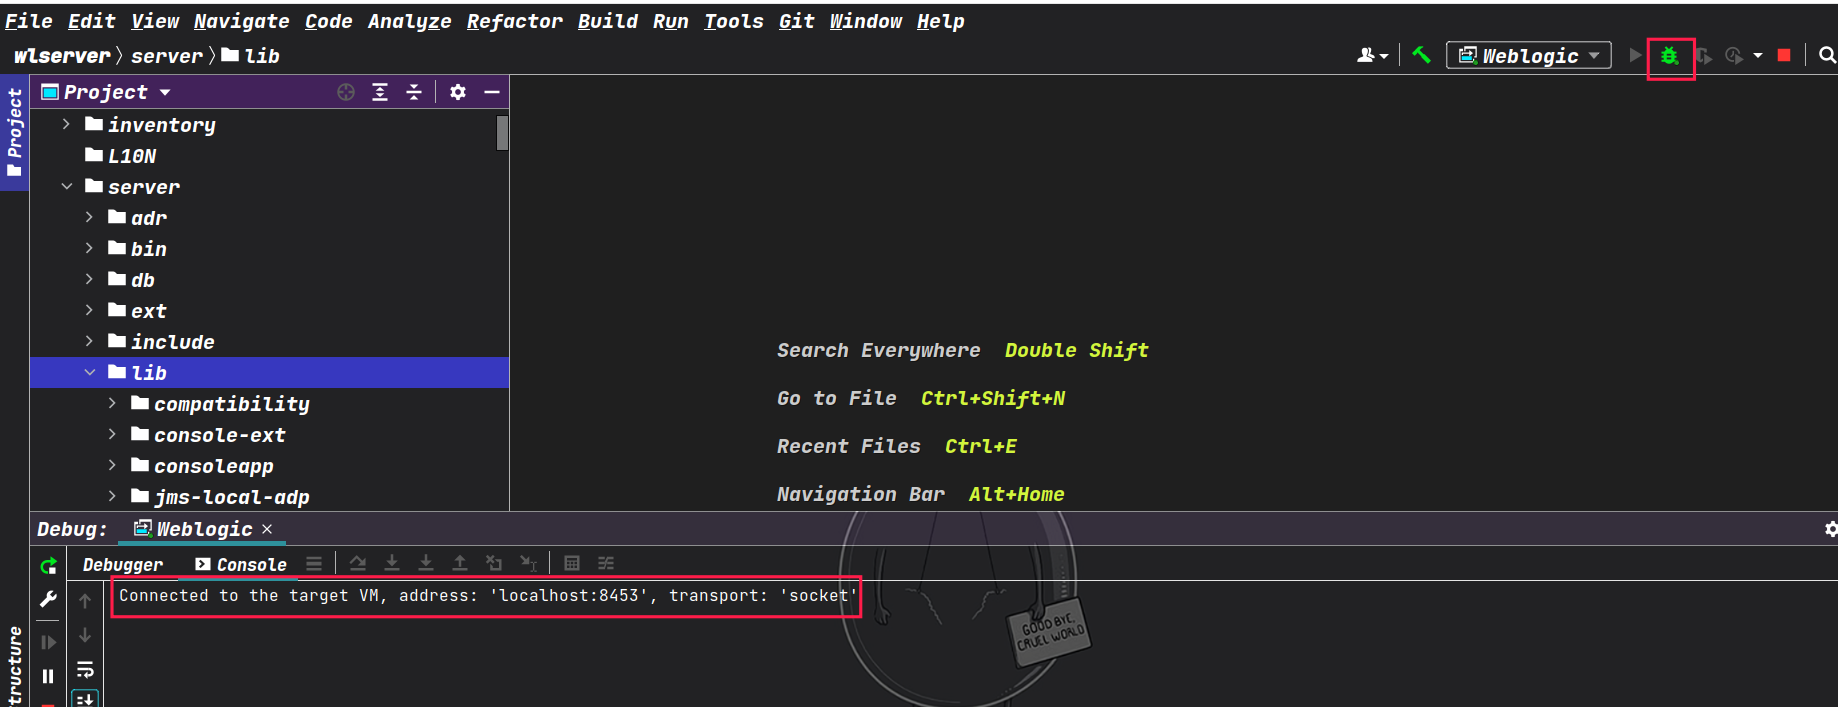 File Edit View Navigate Code Analyze Refactor Build Run Tools Git Window Help
wlserver server lib
Weblogic
Project
Project
inventory
L10N
server
adr
bin
db
ext
include
lib
compatibility
console-ext
consoleapp
jms-local-adp
Search Everywhere Double Shift
Go to File Ctrl+Shift+N
Recent Files Ctrl+E
Navigation Bar Alt+Home
Debug: Weblogic
Debugger Console
Connected to the target VM, address: 'localhost:8453', transport: 'socket'
GOOD BYE,
CRUEL WORLD
tructure